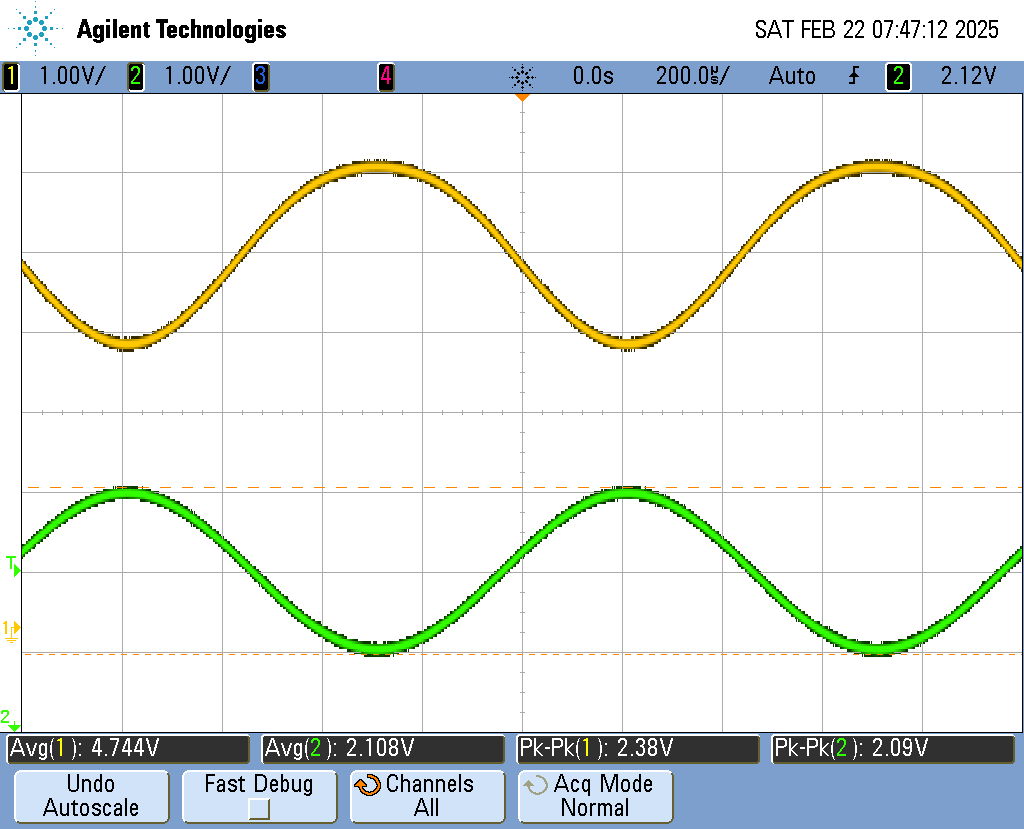 Agilent Technologies
SAT FEB 22 07:47:12 2025
1 1.00V/ 2 1.00V/ 3 4 0.0s 200.0µs/ Auto 2 2.12V
T
1
2
Avg(1): 4.744V Avg(2): 2.108V Pk-Pk(1): 2.38V Pk-Pk(2): 2.09V
Undo
Autoscale
Fast Debug
Channels
All
Acq Mode
Normal